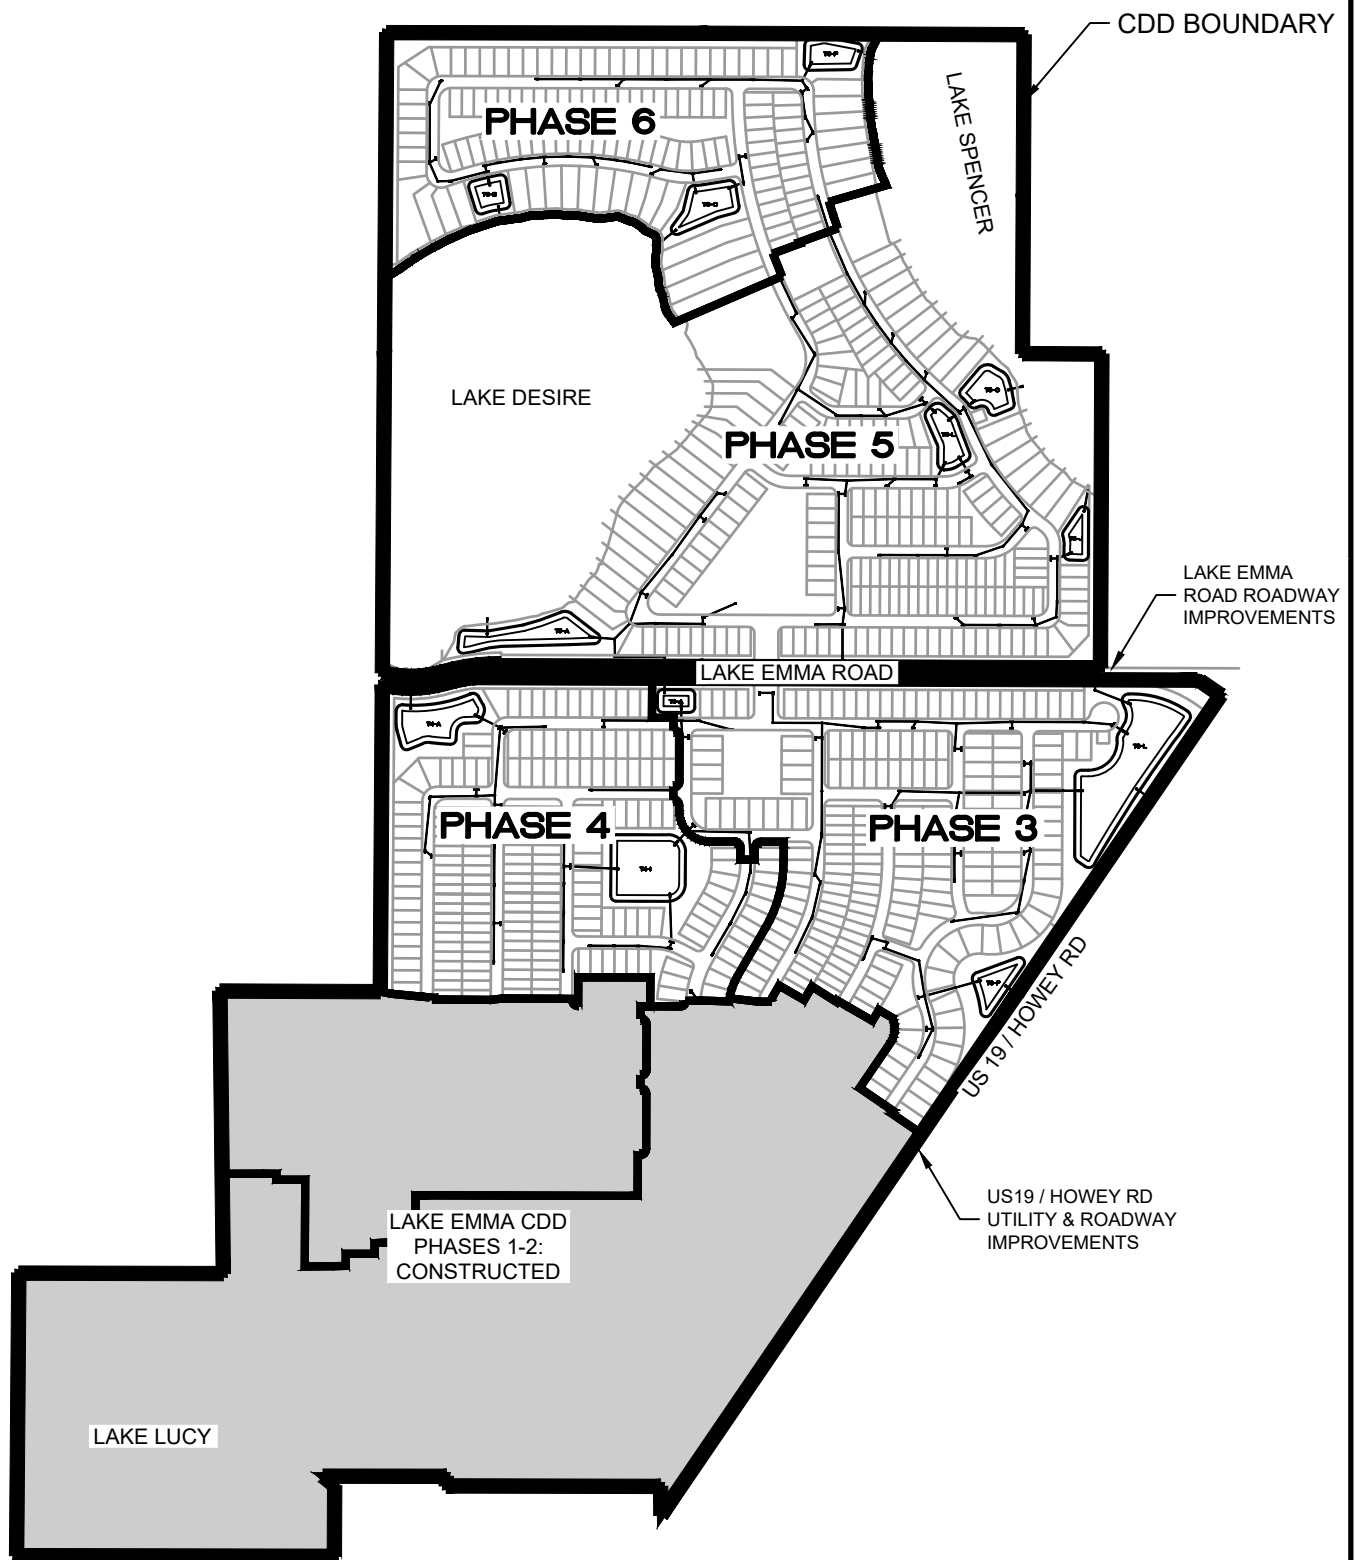 CDD BOUNDARY
PHASE 6
LAKE SPENCER
LAKE DESIRE
PHASE 5
LAKE EMMA
ROAD ROADWAY
IMPROVEMENTS
LAKE EMMA ROAD
PHASE 4
PHASE 3
US 19 / HOWEY RD
US19 / HOWEY RD
UTILITY & ROADWAY
IMPROVEMENTS
LAKE EMMA CDD
PHASES 1-2:
CONSTRUCTED
LAKE LUCY